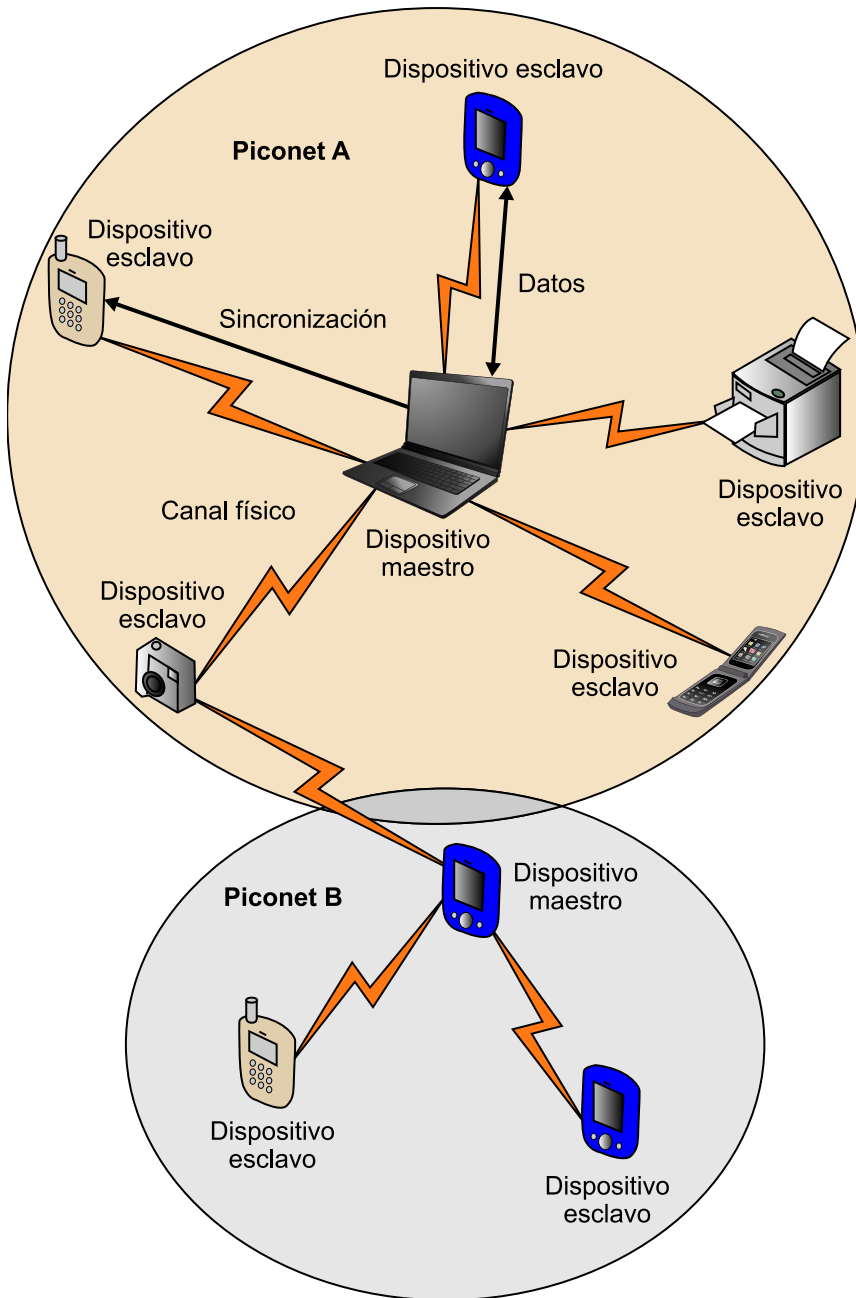 Dispositivo esclavo
Piconet A
Dispositivo
esclavo
Datos
Sincronización
Dispositivo
esclavo
Canal físico
Dispositivo
maestro
Dispositivo
esclavo
Dispositivo
esclavo
Dispositivo
maestro
Piconet B
Dispositivo
esclavo
Dispositivo
esclavo